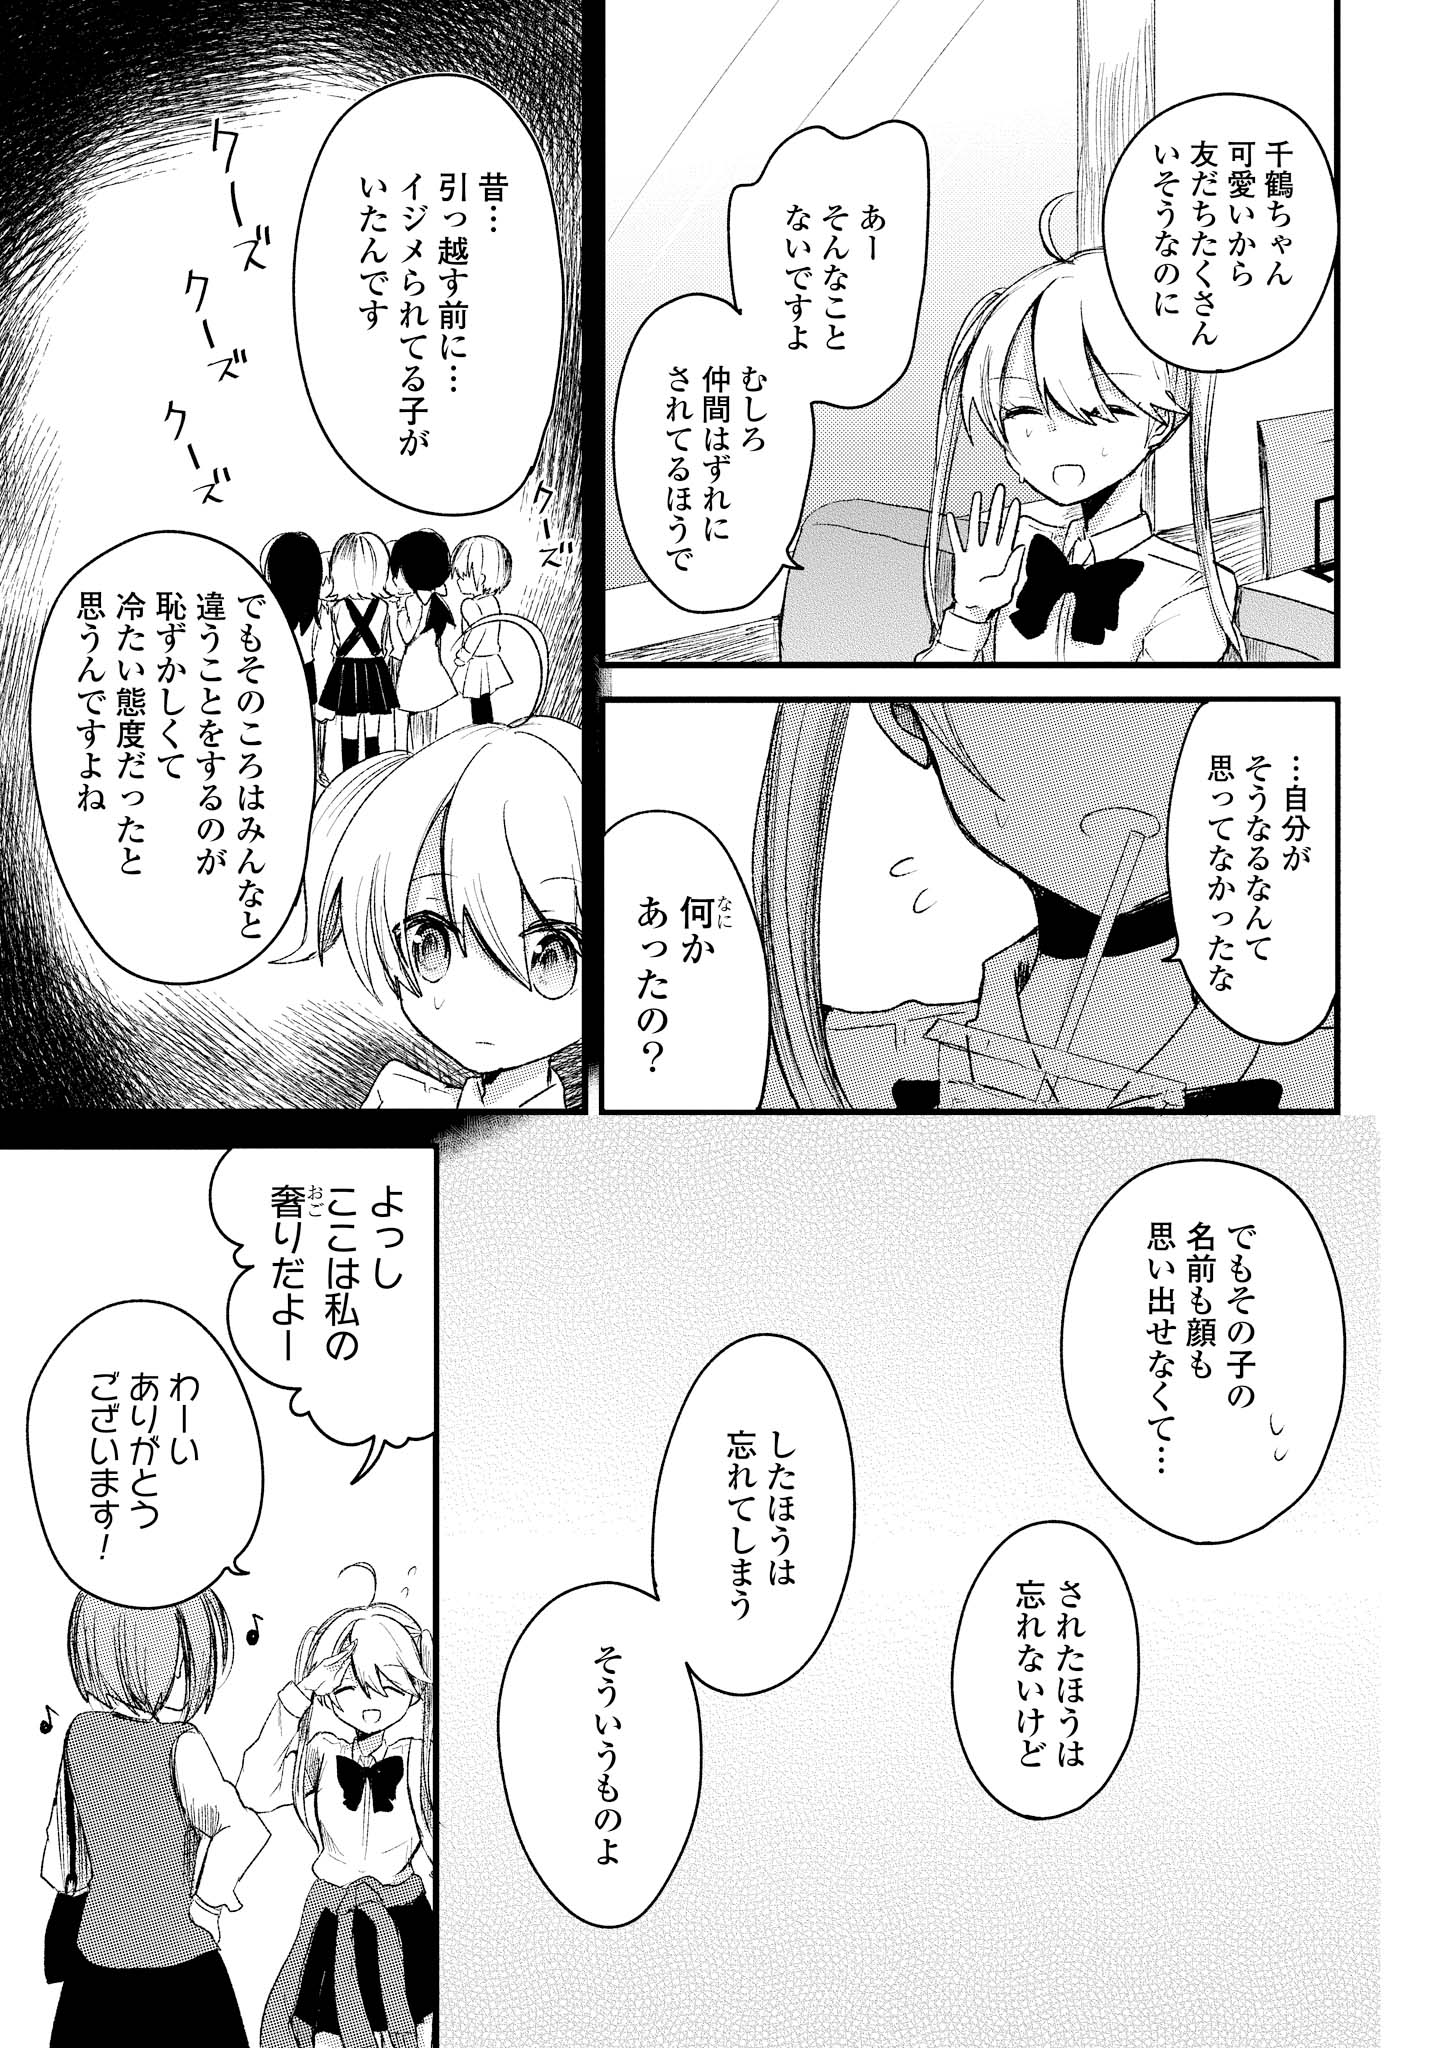 千鶴ちゃん
可愛いから
友だちたくさん
いそうなのに
あー
そんなこと
ないですよ
むしろ
仲間はずれに
されてるほうで
…自分が
そうなるなんて
思ってなかったな
何か
なに
あったの？
昔…
引っ越す前に…
イジメられてる子が
いたんです
クーズ
クーズ
クーズ
クーズ
でもそのころはみんなと
違うことをするのが
恥ずかしくて
冷たい態度だったと
思うんですよね
でもその子の
名前も顔も
思い出せなくて…
されたほうは
忘れないけど
したほうは
忘れてしまう
そういうものよ
よっし
ここは私の
奢りだよー
おご
わーい
ありがとう
ございます！